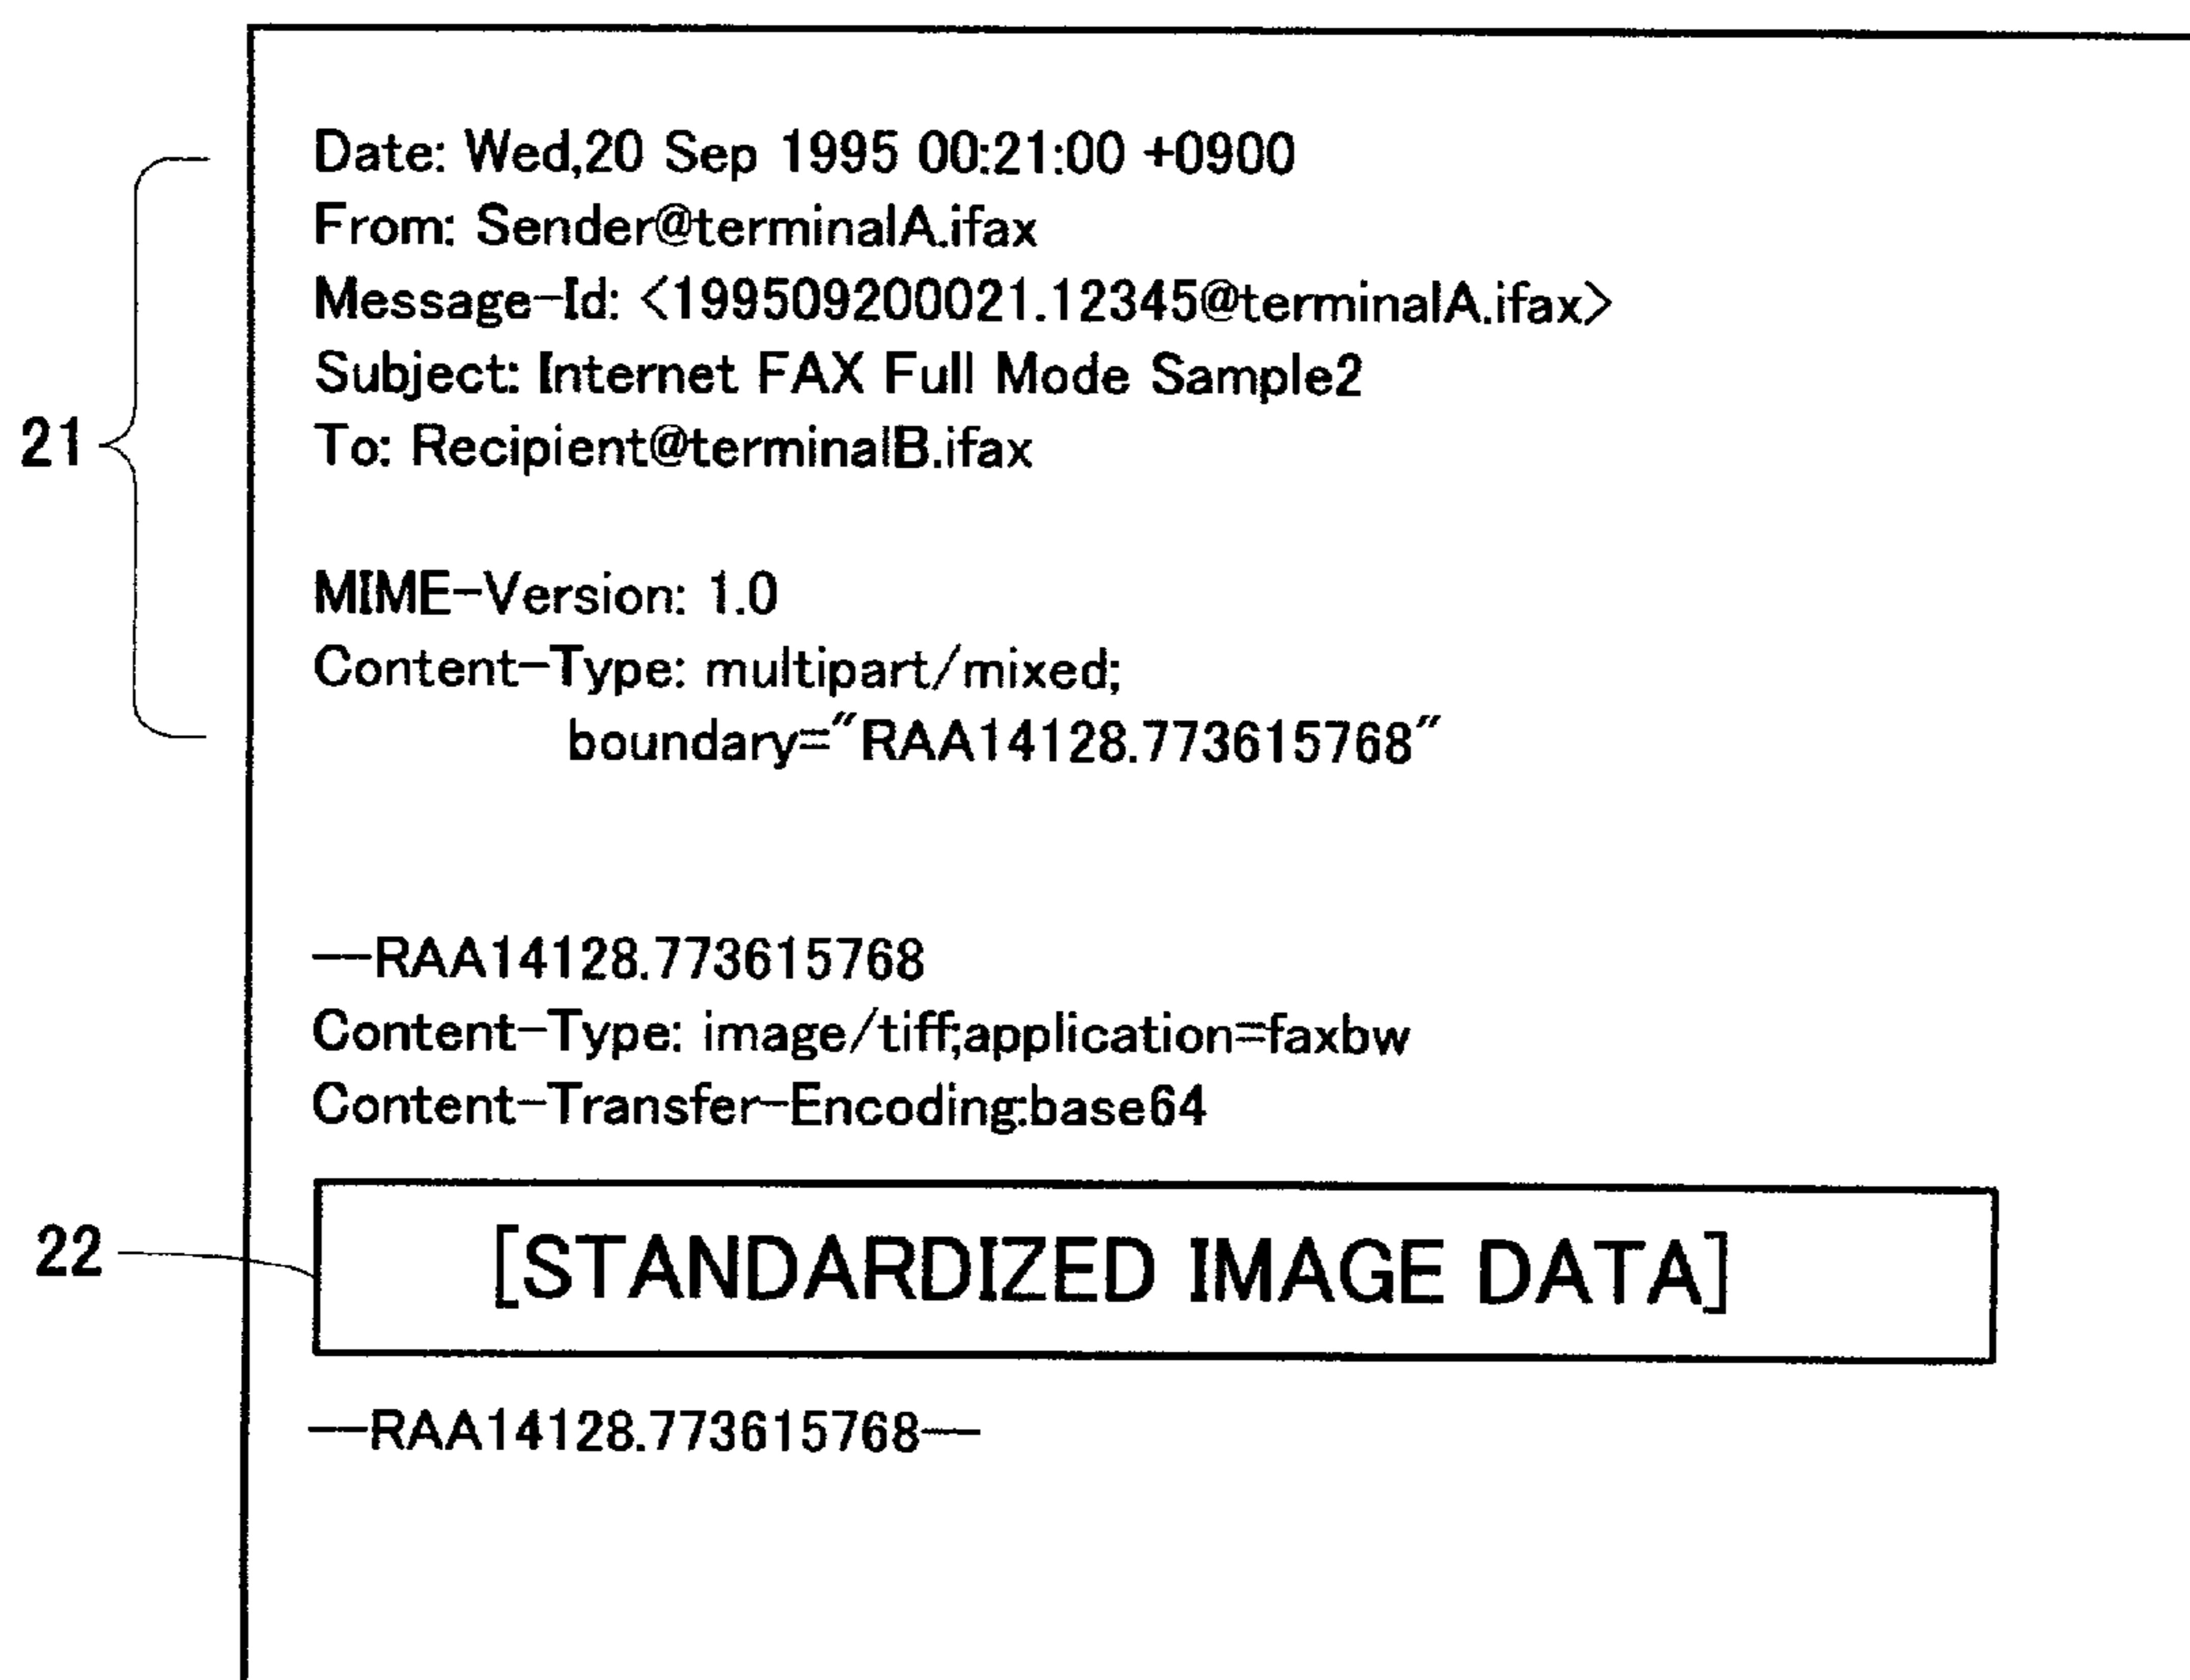 Date: Wed,20 Sep 1995 00:21:00 +0900
From: Sender@terminalA.ifax
Message-Id: <199509200021.12345@terminalA.ifax>
Subject: Internet FAX Full Mode Sample2
21
To: Recipient@terminalB.ifax
MIME-Version: 1.0
Content-Type: multipart/mixed;
boundary="RAA14128.773615768"
--RAA14128.773615768
Content-Type: image/tiff;application=faxbw
Content-Transfer-Encoding:base64
22
[STANDARDIZED IMAGE DATA]
--RAA14128.773615768--